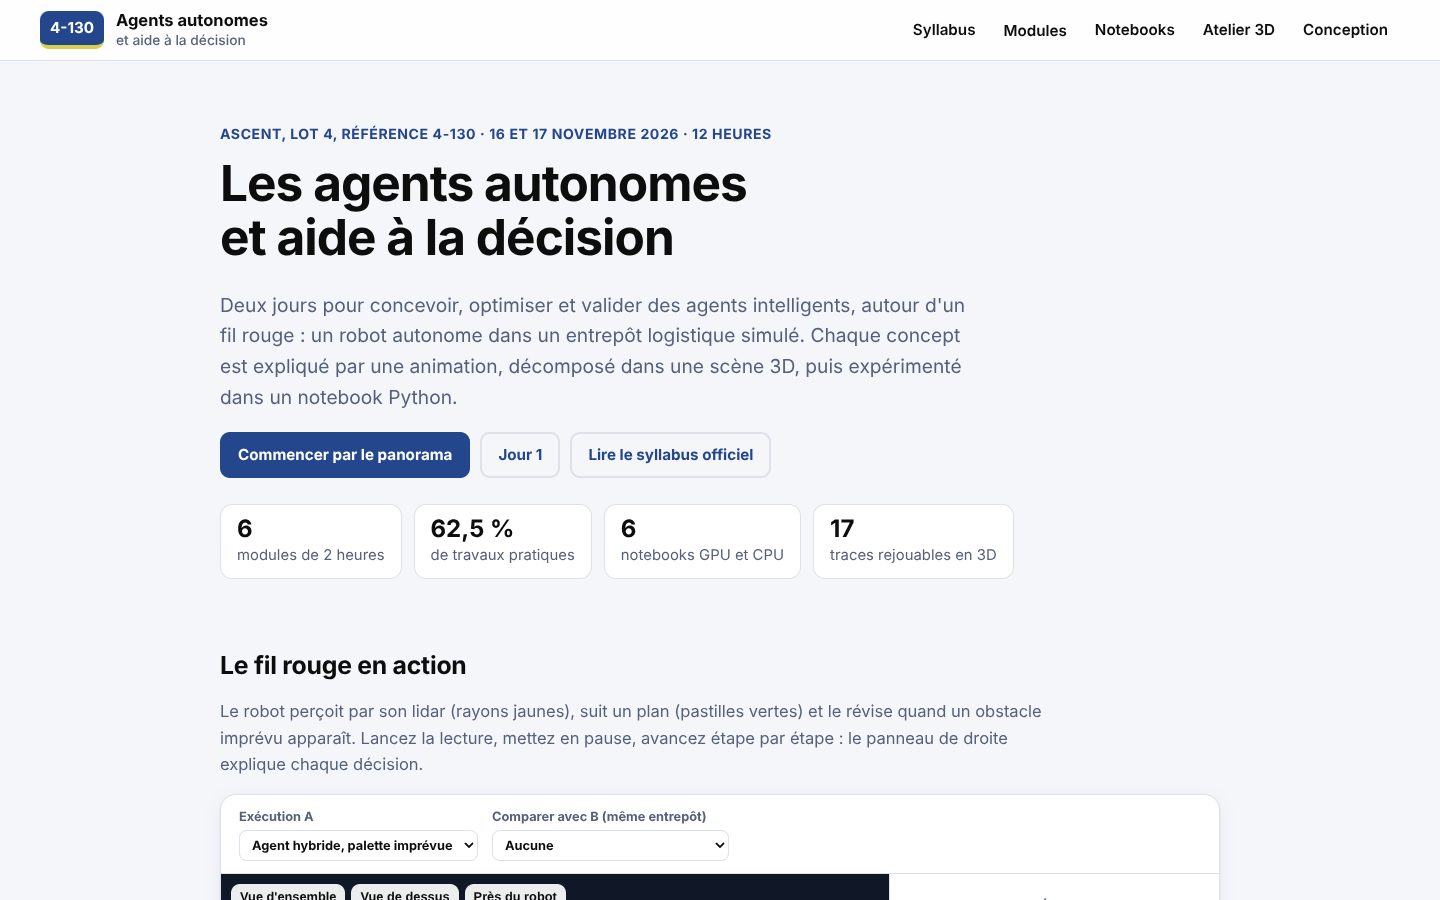 4-130
Agents autonomes
et aide à la décision
Syllabus
Modules
Notebooks
Atelier 3D
Conception
ASCENT, LOT 4, RÉFÉRENCE 4-130 · 16 ET 17 NOVEMBRE 2026 · 12 HEURES
Les agents autonomes
et aide à la décision
Deux jours pour concevoir, optimiser et valider des agents intelligents, autour d'un
fil rouge : un robot autonome dans un entrepôt logistique simulé. Chaque concept
est expliqué par une animation, décomposé dans une scène 3D, puis expérimenté
dans un notebook Python.
Commencer par le panorama
Jour 1
Lire le syllabus officiel
6
modules de 2 heures
62,5 %
de travaux pratiques
6
notebooks GPU et CPU
17
traces rejouables en 3D
Le fil rouge en action
Le robot perçoit par son lidar (rayons jaunes), suit un plan (pastilles vertes) et le révise quand un obstacle
imprévu apparaît. Lancez la lecture, mettez en pause, avancez étape par étape : le panneau de droite
explique chaque décision.
Exécution A
Comparer avec B (même entrepôt)
Agent hybride, palette imprévue
Aucune
Vue d'ensemble
Vue de dessus
Près du robot